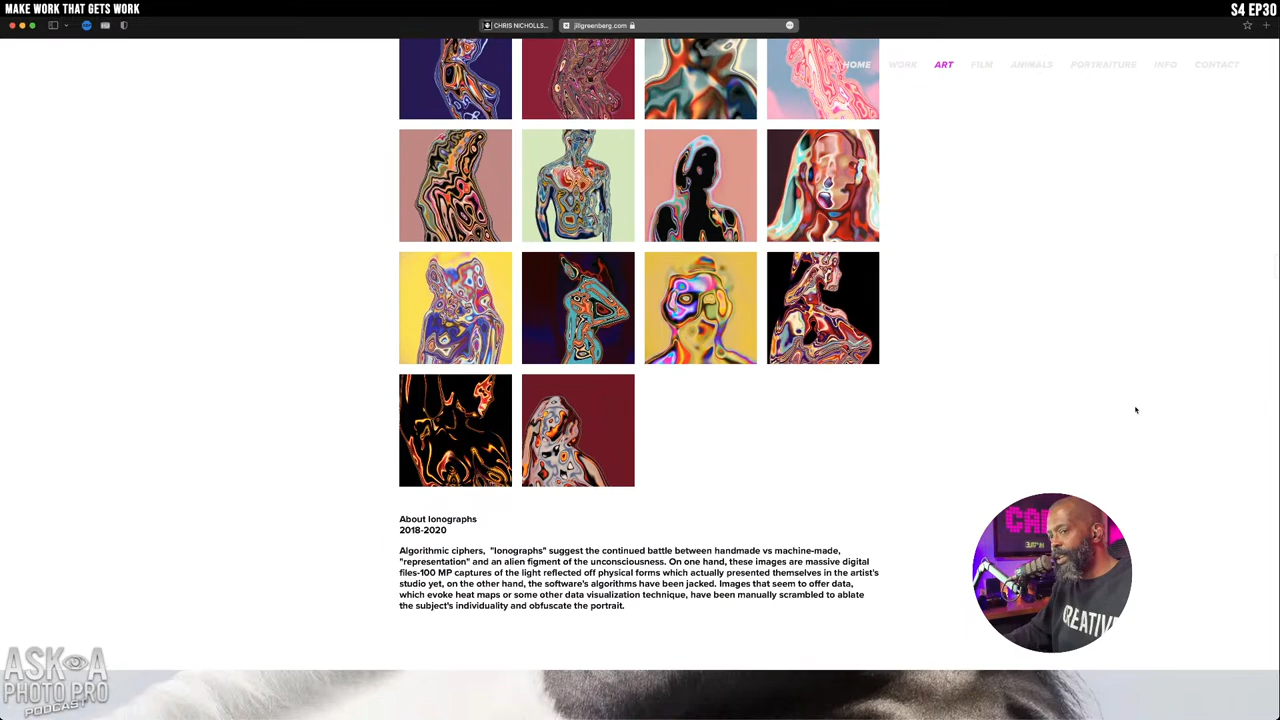 MAKE WORK THAT GETS WORK
S4 EP30
CHRIS NICHOLLS...
jillgreenberg.com
HOME WORK ART FILM ANIMALS PORTRAITURE INFO CONTACT
About Ionographs
2018-2020
Algorithmic ciphers, "Ionographs" suggest the continued battle between handmade vs machine-made,
"representation" and an alien figment of the unconsciousness. On one hand, these images are massive digital
files-100 MP captures of the light reflected off physical forms which actually presented themselves in the artist's
studio yet, on the other hand, the software's algorithms have been jacked. Images that seem to offer data,
which evoke heat maps or some other data visualization technique, have been manually scrambled to ablate
the subject's individuality and obfuscate the portrait.
CREATIVE
ASK A
PHOTO PRO
PODCAST